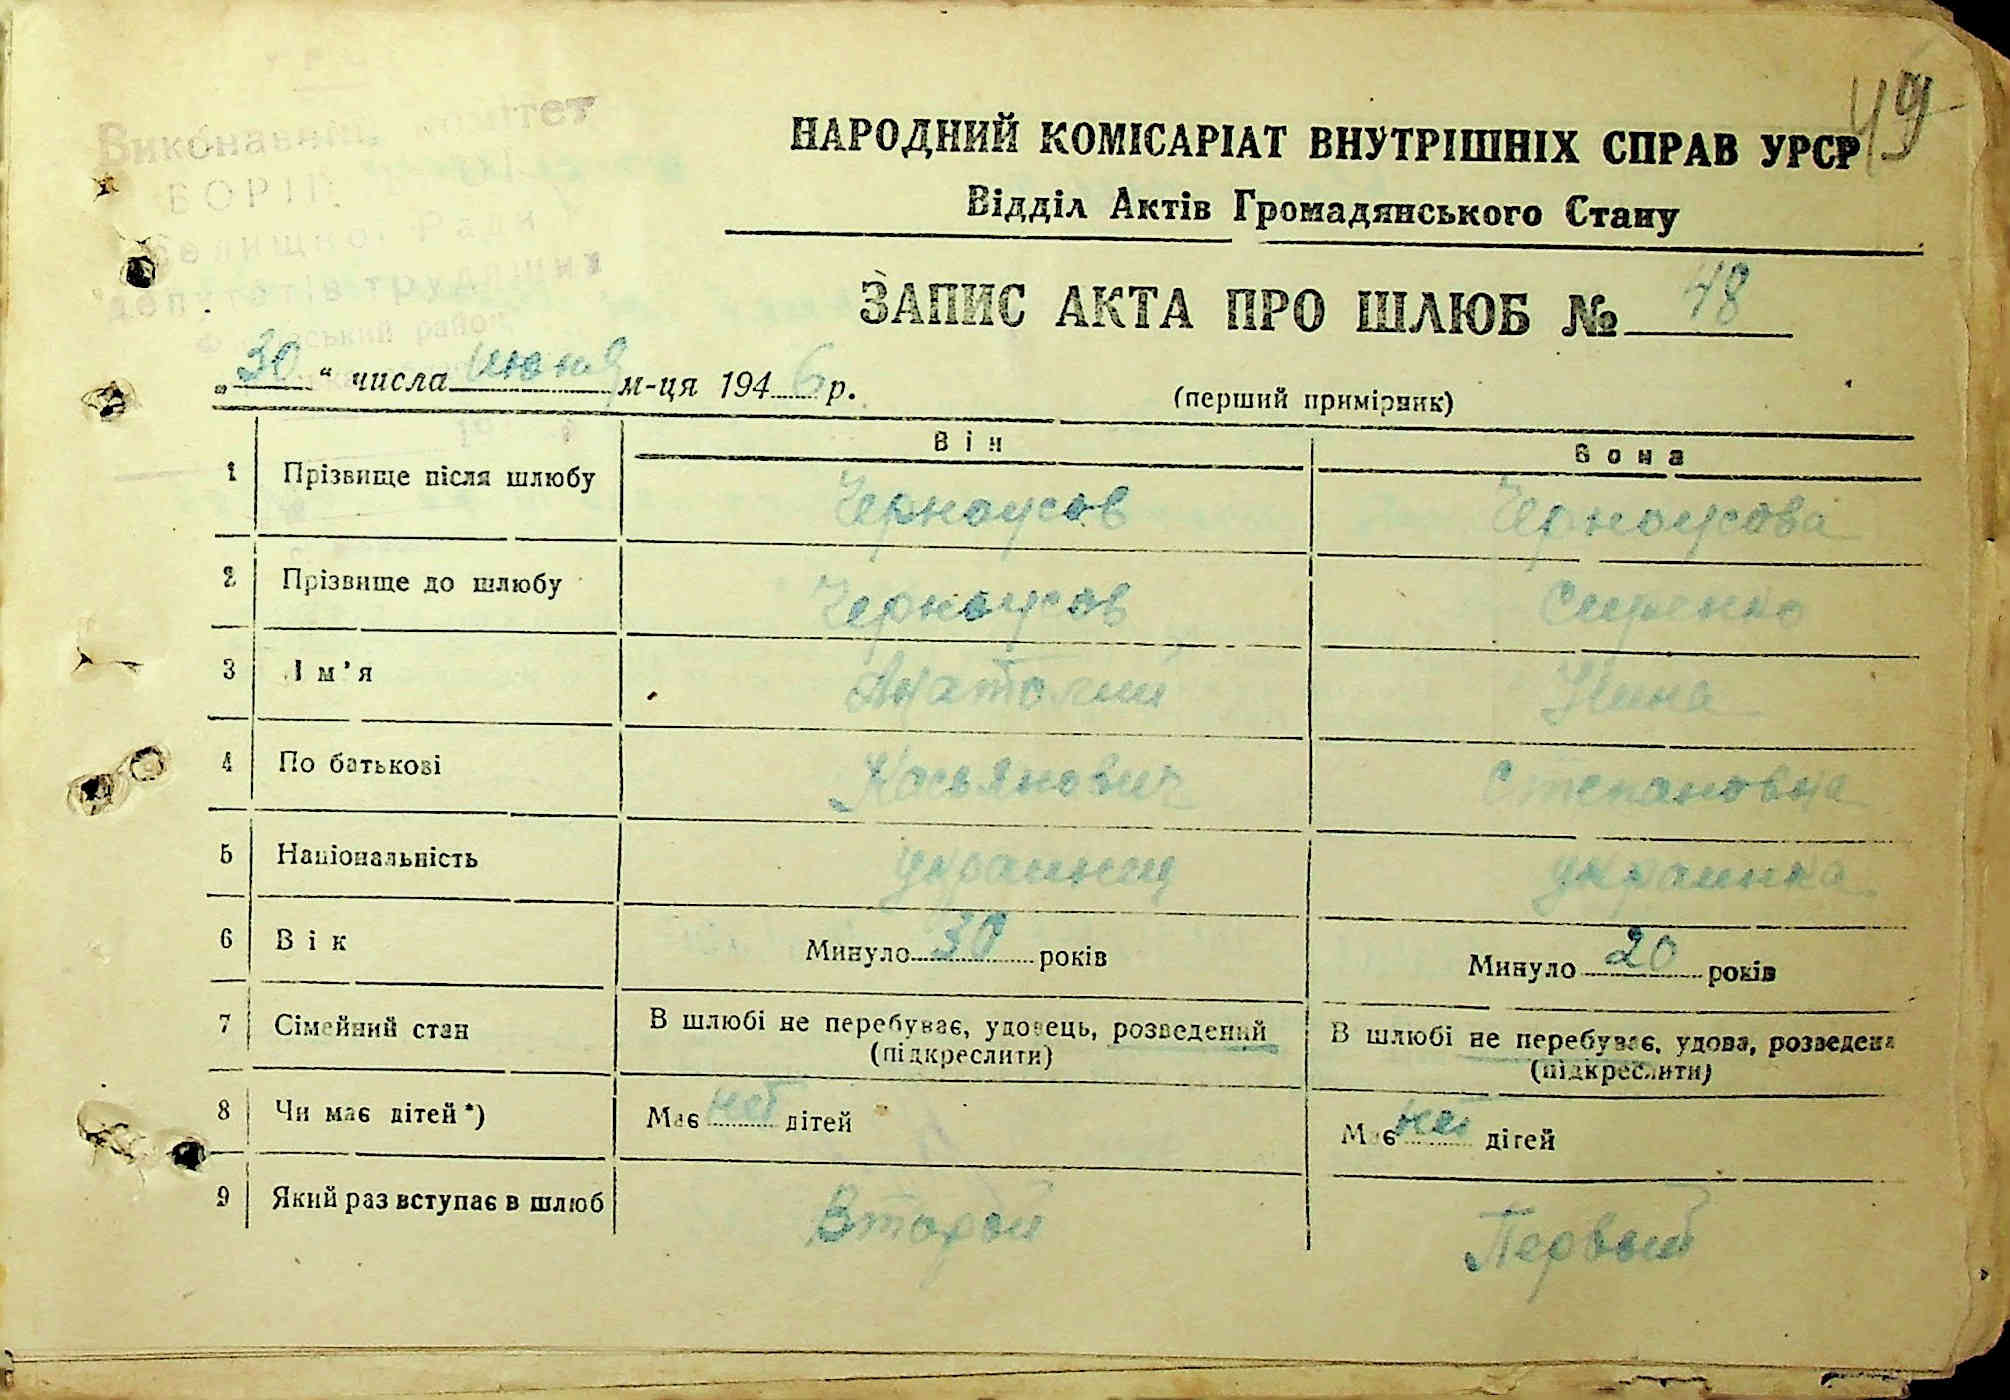 49
Виконавчий комітет
депутатів трудящих
НАРОДНИЙ КОМІСАРІАТ ВНУТРІШНІХ СПРАВ УРСР
Відділ Актів Громадянського Стану
ЗАПИС АКТА ПРО ШЛЮБ № 48
„30“ числа июня м-ця 1946 р.
(перший примірник)
Він
Вона
1 Прізвище після шлюбу Черноусов Черноусова
2 Прізвище до шлюбу Черноусов
3 Ім'я Анатолий Нина
4 По батькові Касьянович Степановна
5 Національність украинец украинка
6 Вік Минуло 30 років Минуло 20 років
7 Сімейний стан В шлюбі не перебуває, удовець, розведений (підкреслити) В шлюбі не перебуває, удова, розведена (підкреслити)
8 Чи має дітей*) Має нет дітей Має нет дітей
9 Який раз вступає в шлюб Второй Первый